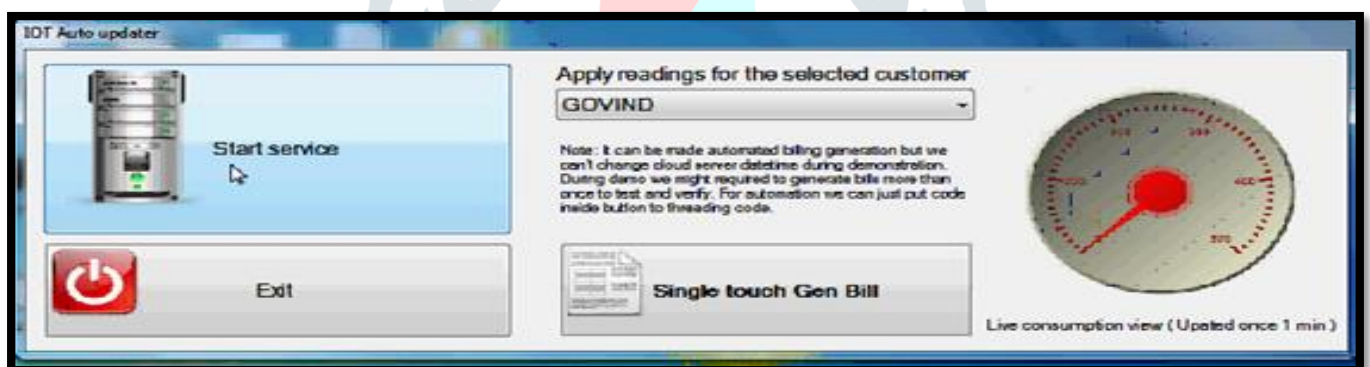 IOT Auto updater
Start service
Exit
Apply readings for the selected customer
GOVIND
Note: It can be made automated billing generation but we
can't change cloud server datetime during demonstration.
During demo we might required to generate bills more than
once to test and verify. For automation we can just put code
inside button to threading code.
Single touch Gen Bill
400
500
Live consumption view ( Upated once 1 min )